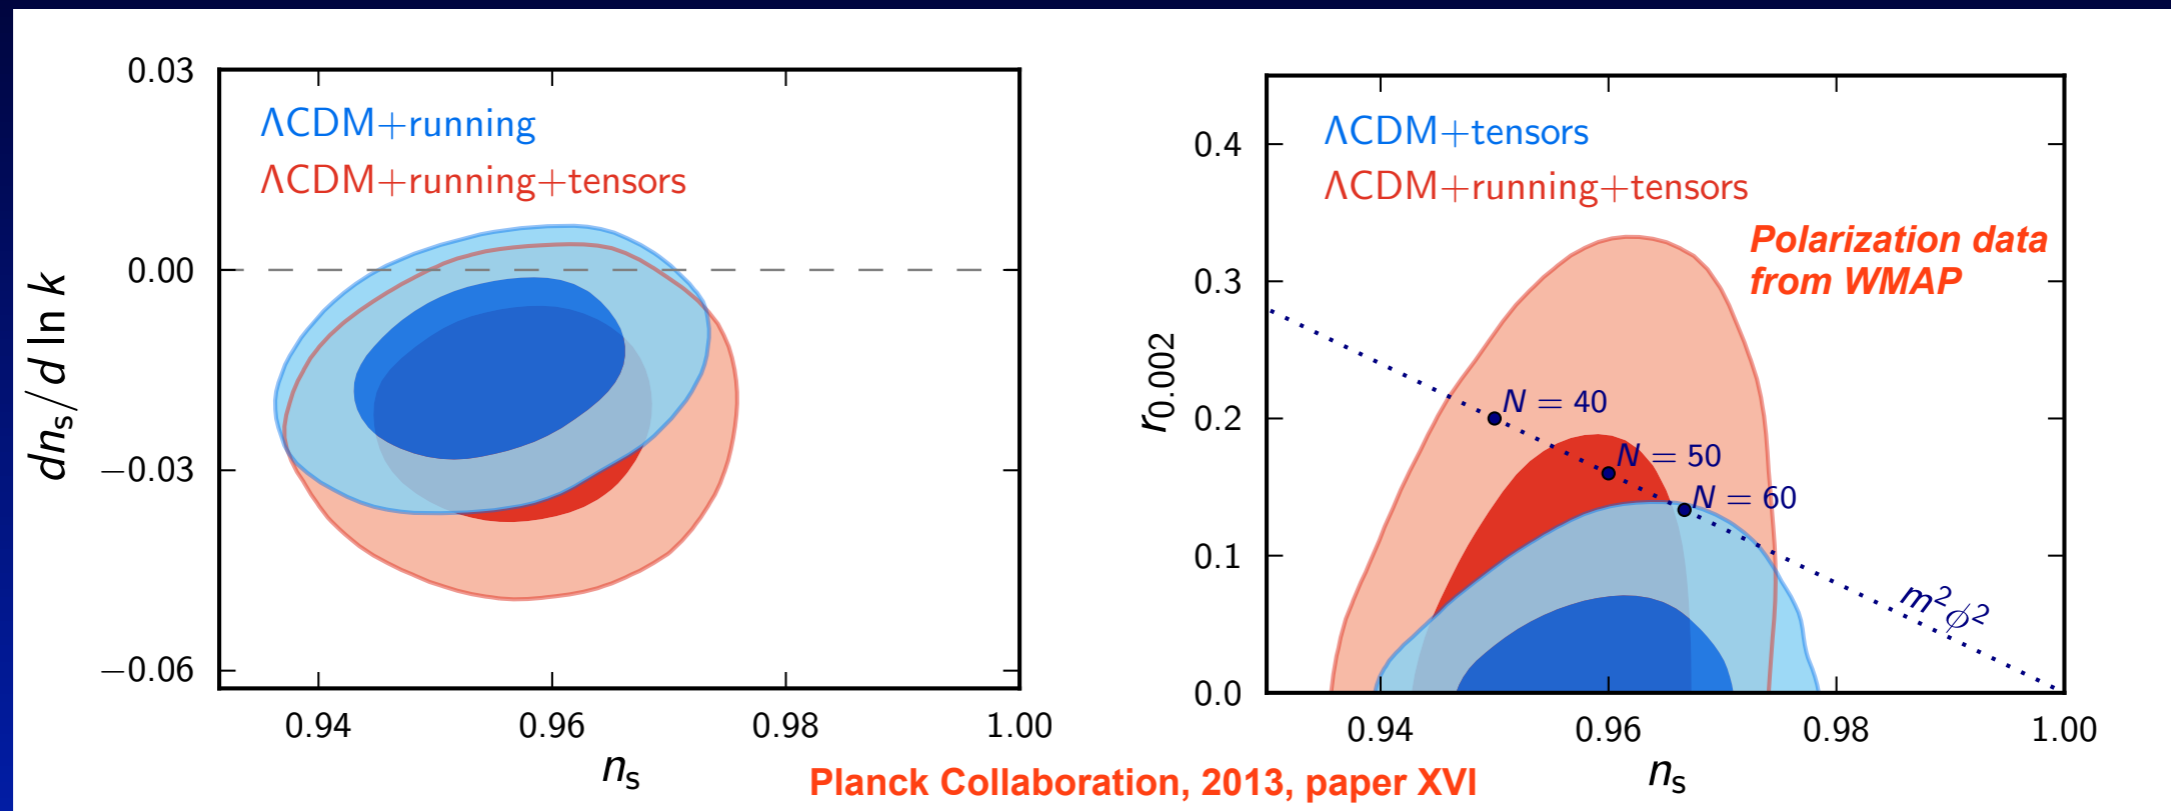 0.03
0.00
−0.03
−0.06
dn_s/d ln k
ΛCDM+running
ΛCDM+running+tensors
0.94 0.96 0.98 1.00
n_s
0.4
0.3
0.2
0.1
0.0
r_0.002
ΛCDM+tensors
ΛCDM+running+tensors
Polarization data
from WMAP
N = 40
N = 50
N = 60
m²ϕ²
0.94 0.96 0.98 1.00
n_s
Planck Collaboration, 2013, paper XVI